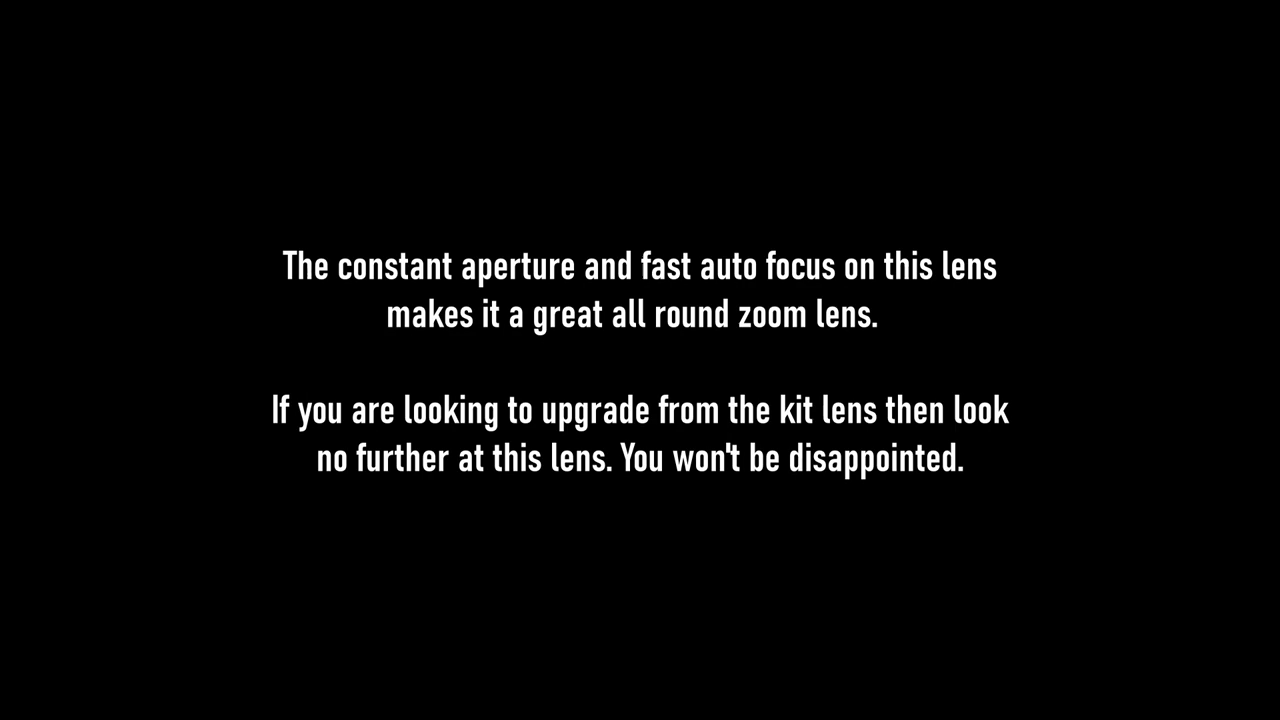 The constant aperture and fast auto focus on this lens
makes it a great all round zoom lens.
If you are looking to upgrade from the kit lens then look
no further at this lens. You won't be disappointed.